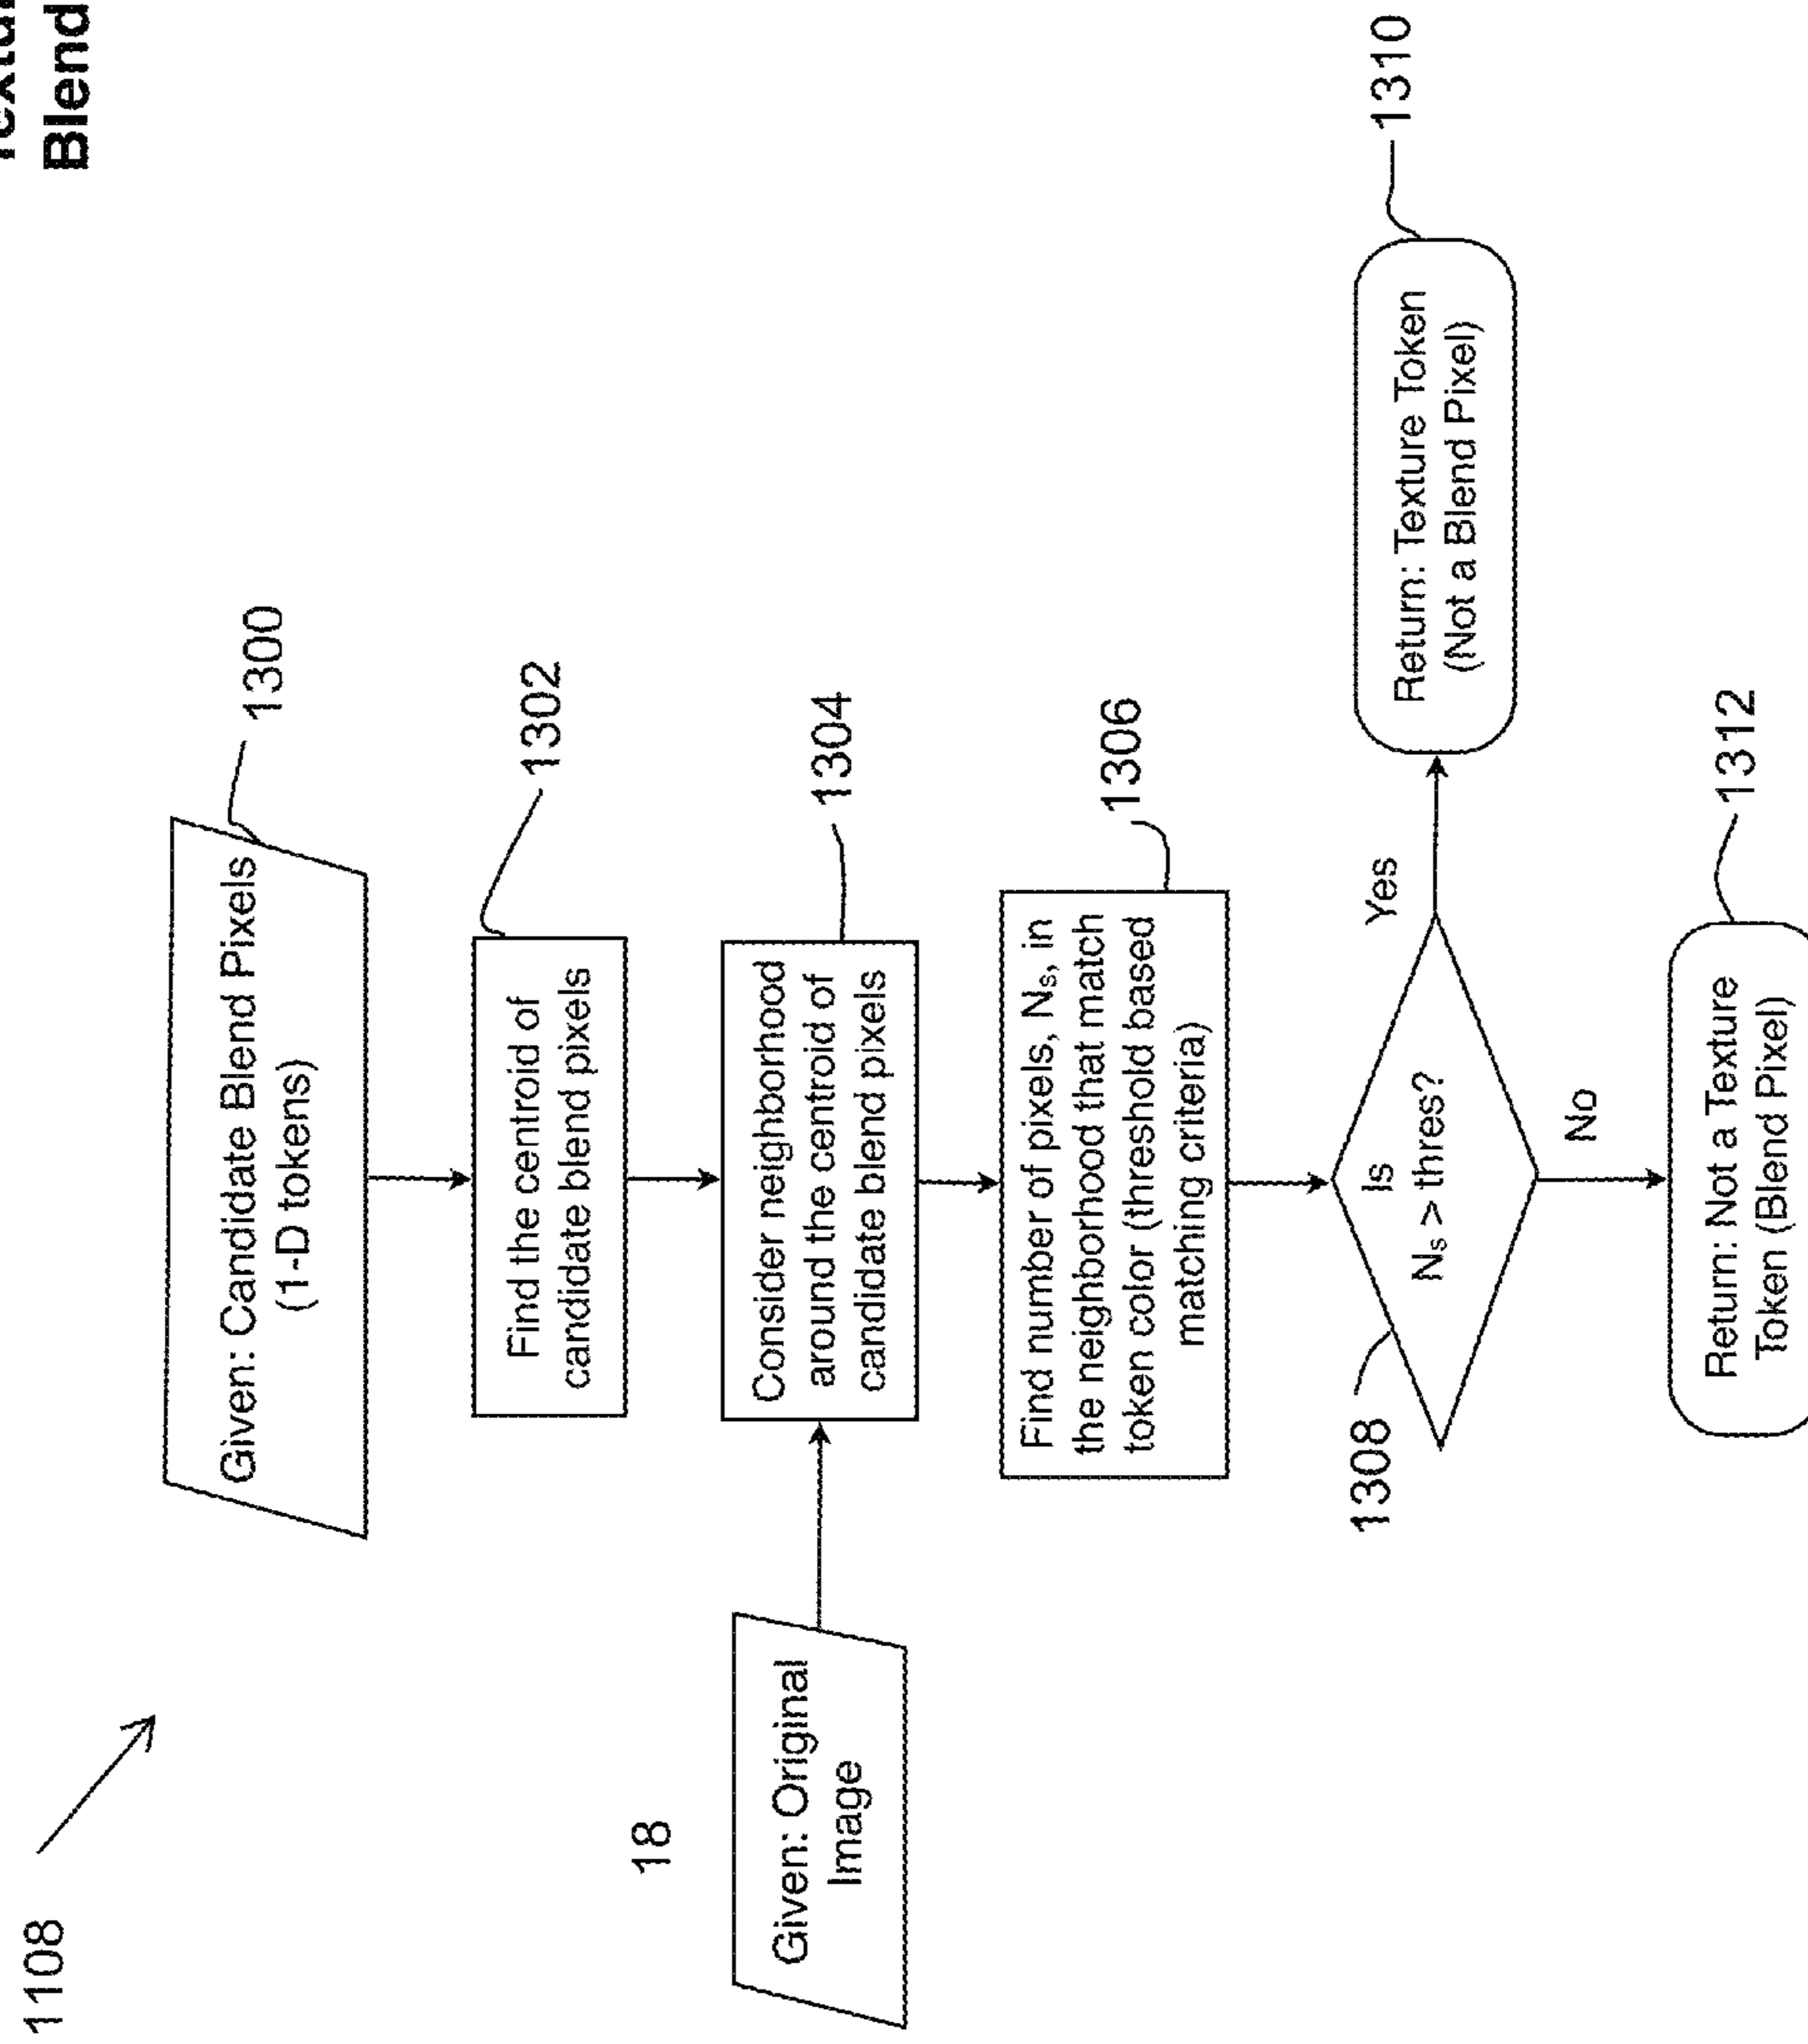 Blend
1108
Given: Candidate Blend Pixels
(1-D tokens)
1300
Find the centroid of
candidate blend pixels
1302
18
Given: Original
Image
Consider neighborhood
around the centroid of
candidate blend pixels
1304
Find number of pixels, Nₛ, in
the neighborhood that match
token color (threshold based
matching criteria)
1306
1308
Is
Nₛ > thres?
Yes
Return: Texture Token
(Not a Blend Pixel)
1310
No
Return: Not a Texture
Token (Blend Pixel)
1312